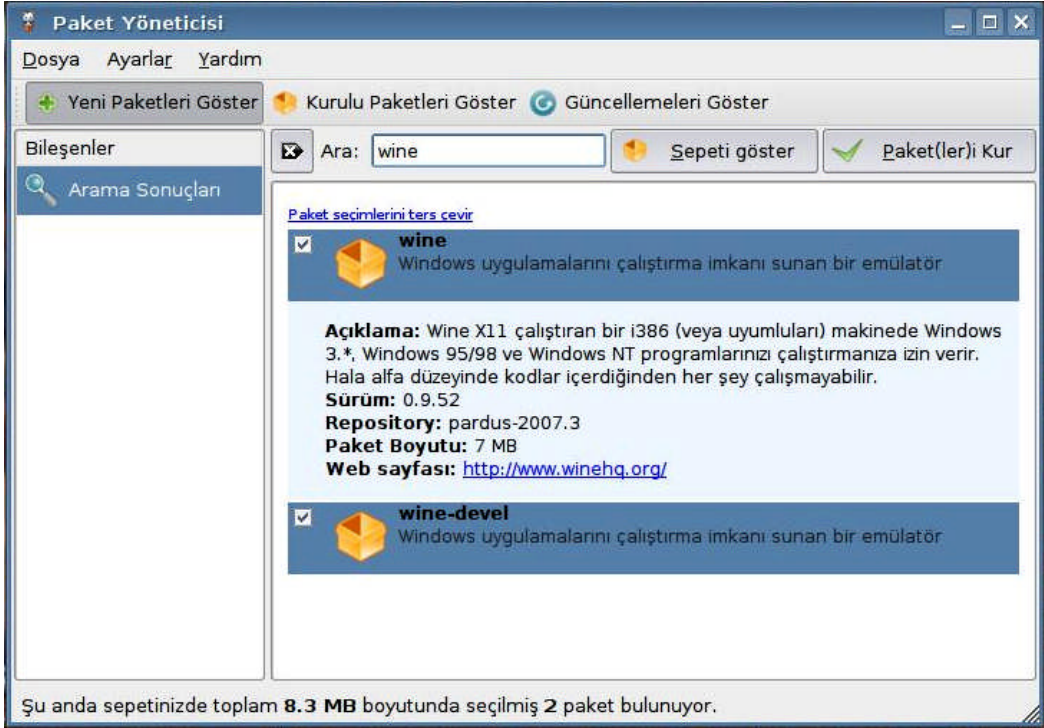 Paket Yöneticisi
Dosya Ayarlar Yardım
Yeni Paketleri Göster Kurulu Paketleri Göster Güncellemeleri Göster
Bileşenler
Ara: wine Sepeti göster Paket(ler)i Kur
Arama Sonuçları
Paket seçimlerini ters çevir
wine
Windows uygulamalarını çalıştırma imkanı sunan bir emülatör
Açıklama: Wine X11 çalıştıran bir i386 (veya uyumluları) makinede Windows
3.*, Windows 95/98 ve Windows NT programlarınızı çalıştırmanıza izin verir.
Hala alfa düzeyinde kodlar içerdiğinden her şey çalışmayabilir.
Sürüm: 0.9.52
Repository: pardus-2007.3
Paket Boyutu: 7 MB
Web sayfası: http://www.winehq.org/
wine-devel
Windows uygulamalarını çalıştırma imkanı sunan bir emülatör
Şu anda sepetinizde toplam 8.3 MB boyutunda seçilmiş 2 paket bulunuyor.